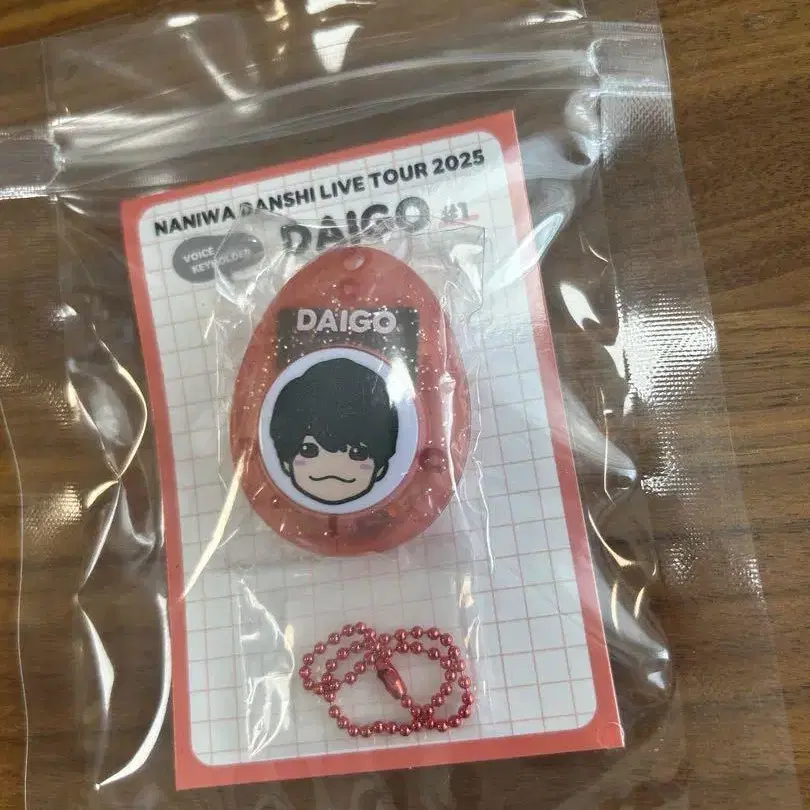 NANIWA DANSHI LIVE TOUR 2025
DAIGO #1
VOICE
KEYHOLDER
DAIGO